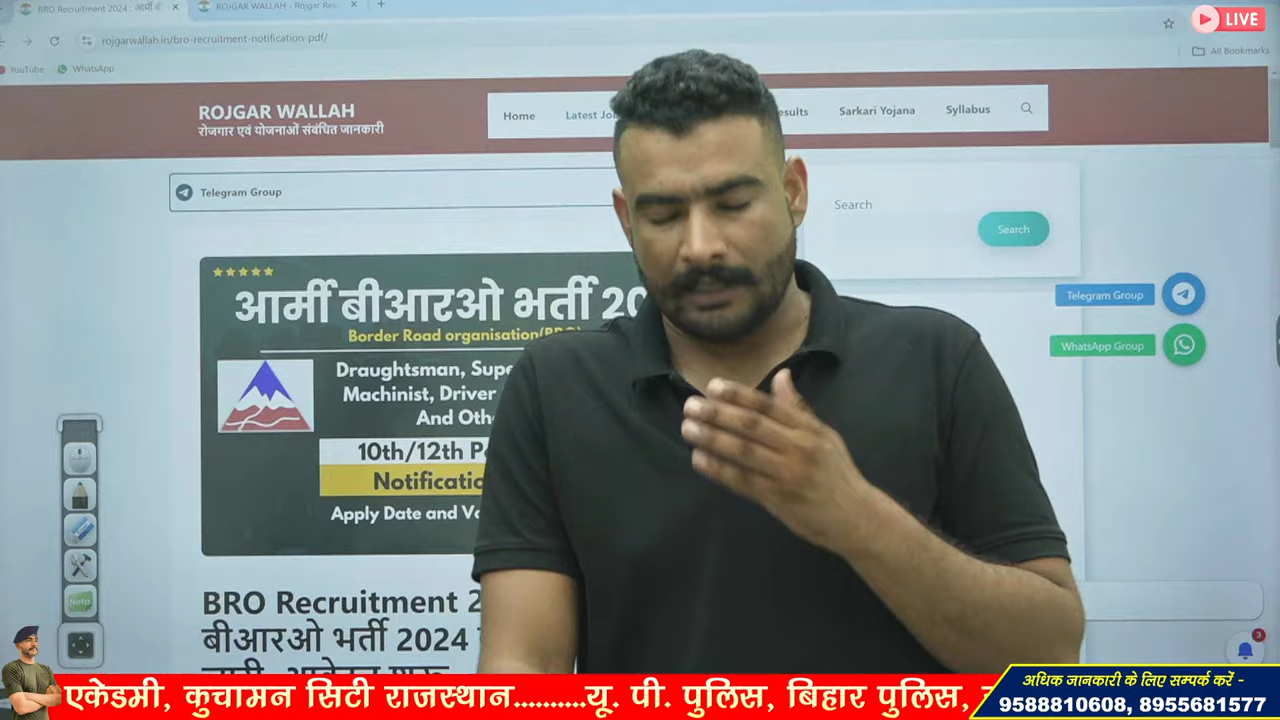 BRO Recruitment 2024 : आर्मी बी
ROJGAR WALLAH - Rojgar Res
LIVE
rojgarwallah.in/bro-recruitment-notification-pdf/
All Bookmarks
YouTube
WhatsApp
ROJGAR WALLAH
रोजगार एवं योजनाओं संबंधित जानकारी
Home
Latest Jo
esults
Sarkari Yojana
Syllabus
Telegram Group
Search
Search
आर्मी बीआरओ भर्ती 20
Border Road organisation(BRO)
Draughtsman, Supe
Machinist, Driver
And Oth
10th/12th P
Notificatio
Apply Date and Va
Telegram Group
WhatsApp Group
Note
BRO Recruitment 2
बीआरओ भर्ती 2024
3
एकेडमी, कुचामन सिटी राजस्थान..........यू. पी. पुलिस, बिहार पुलिस,
अधिक जानकारी के लिए सम्पर्क करें -
9588810608, 8955681577